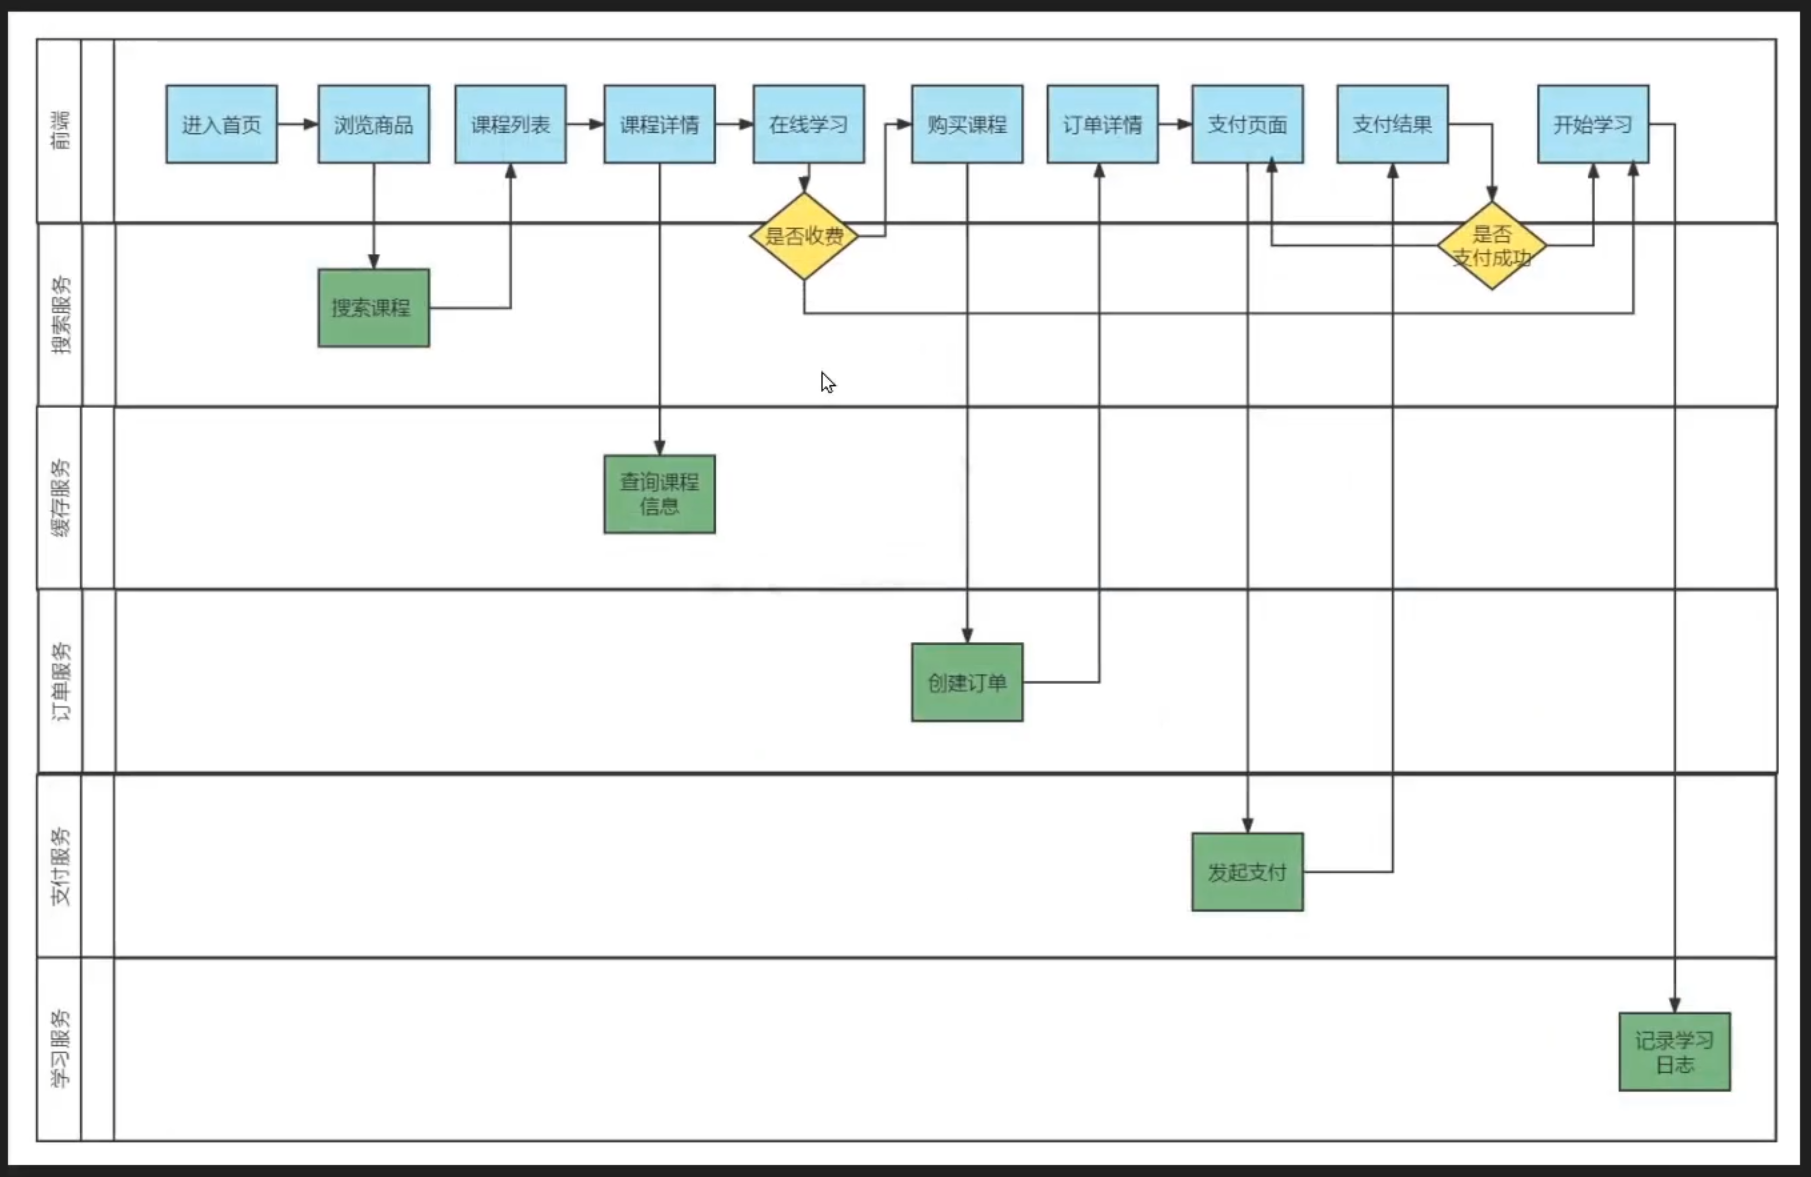 前端
进入首页
浏览商品
课程列表
课程详情
在线学习
购买课程
订单详情
支付页面
支付结果
开始学习
是否收费
是否
支付成功
搜索服务
搜索课程
缓存服务
查询课程
信息
订单服务
创建订单
支付服务
发起支付
学习服务
记录学习
日志